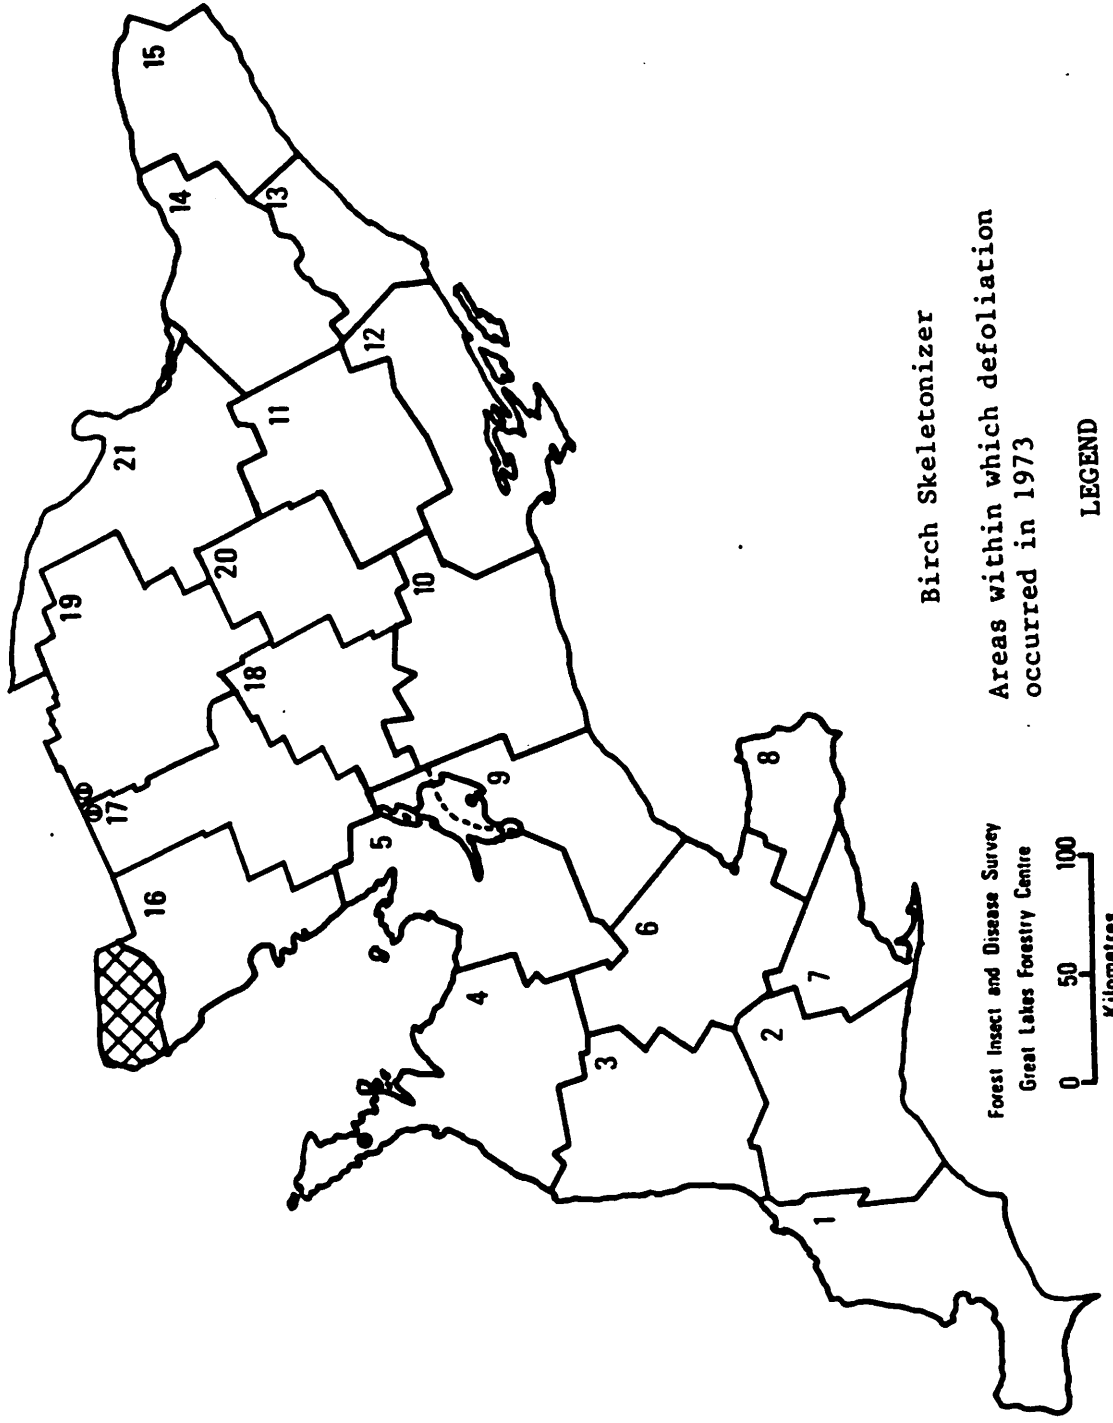 15
14
13
21
12
11
19
20
10
18
17
9
8
5
16
6
4
7
2
3
1
Birch Skeletonizer
Areas within which defoliation
occurred in 1973
LEGEND
Forest Insect and Disease Survey
Great Lakes Forestry Centre
0 50 100
Kilometres